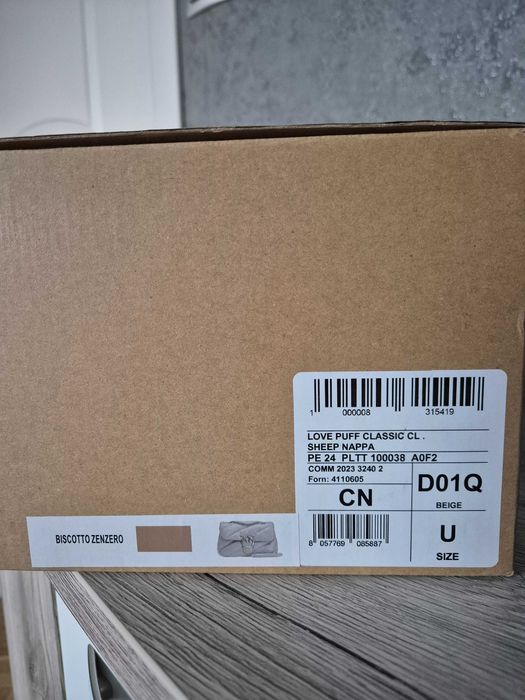 1 000008 315419
LOVE PUFF CLASSIC CL .
SHEEP NAPPA
PE 24 PLTT 100038 A0F2
COMM 2023 3240 2
Forn: 4110605
CN
D01Q
BEIGE
8 057769 085887
U
SIZE
BISCOTTO ZENZERO